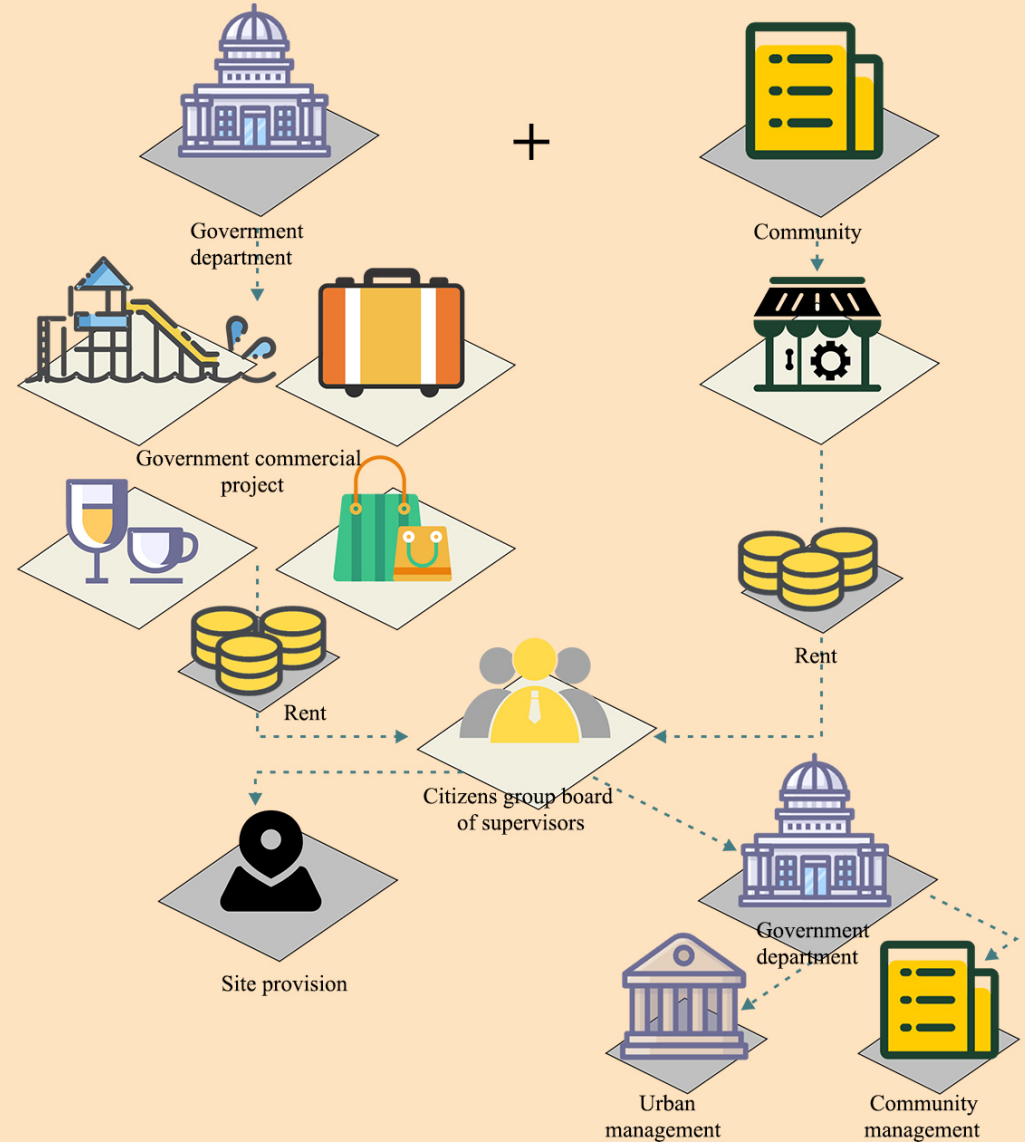 +
Government
department
Community
Government commercial
project
Rent
Rent
Citizens group board
of supervisors
Government
department
Site provision
Urban
management
Community
management